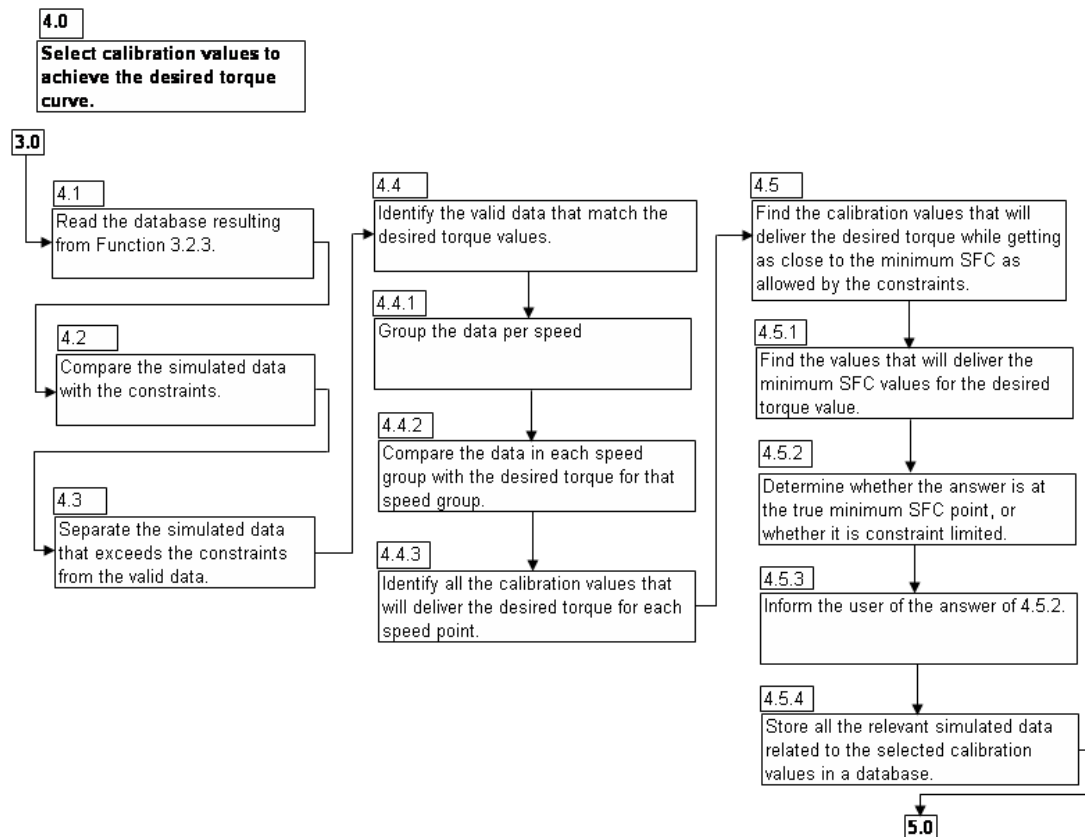 4.0
Select calibration values to
achieve the desired torque
curve.
3.0
4.1
Read the database resulting
from Function 3.2.3.
4.2
Compare the simulated data
with the constraints.
4.3
Separate the simulated data
that exceeds the constraints
from the valid data.
4.4
Identify the valid data that match the
desired torque values.
4.4.1
Group the data per speed
4.4.2
Compare the data in each speed
group with the desired torque for that
speed group.
4.4.3
Identify all the calibration values that
will deliver the desired torque for each
speed point.
4.5
Find the calibration values that will
deliver the desired torque while getting
as close to the minimum SFC as
allowed by the constraints.
4.5.1
Find the values that will deliver the
minimum SFC values for the desired
torque value.
4.5.2
Determine whether the answer is at
the true minimum SFC point, or
whether it is constraint limited.
4.5.3
Inform the user of the answer of 4.5.2.
4.5.4
Store all the relevant simulated data
related to the selected calibration
values in a database.
5.0